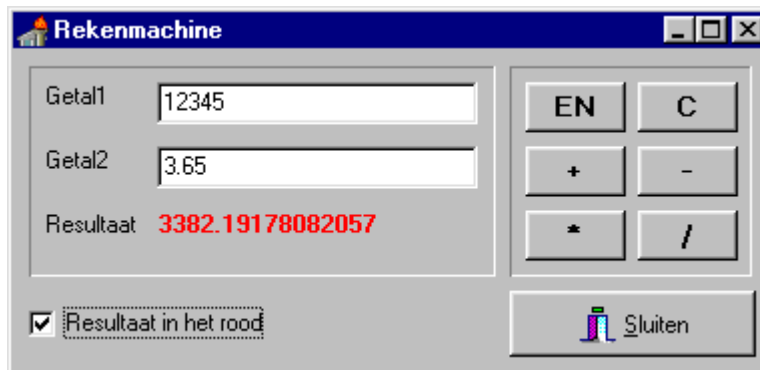 Rekenmachine
Getal1 12345
Getal2 3.65
Resultaat 3382.19178082057
Resultaat in het rood
EN C
+ -
* /
Sluiten